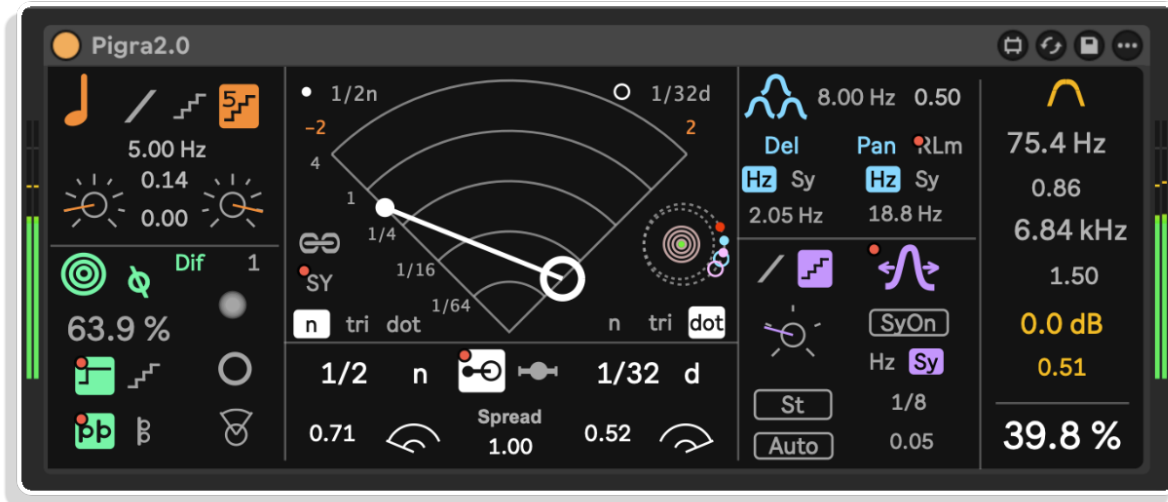 Pigra2.0
5
5.00 Hz
0.14
0.00
Dif 1
63.9 %
1/2n 1/32d
-2 2
4
1
1/4
1/16
1/64
SY
n tri dot n tri dot
1/2 n 1/32 d
Spread
0.71 1.00 0.52
8.00 Hz 0.50
Del Pan RLm
Hz Sy Hz Sy
2.05 Hz 18.8 Hz
SyOn
Hz Sy
St 1/8
Auto 0.05
75.4 Hz
0.86
6.84 kHz
1.50
0.0 dB
0.51
39.8 %